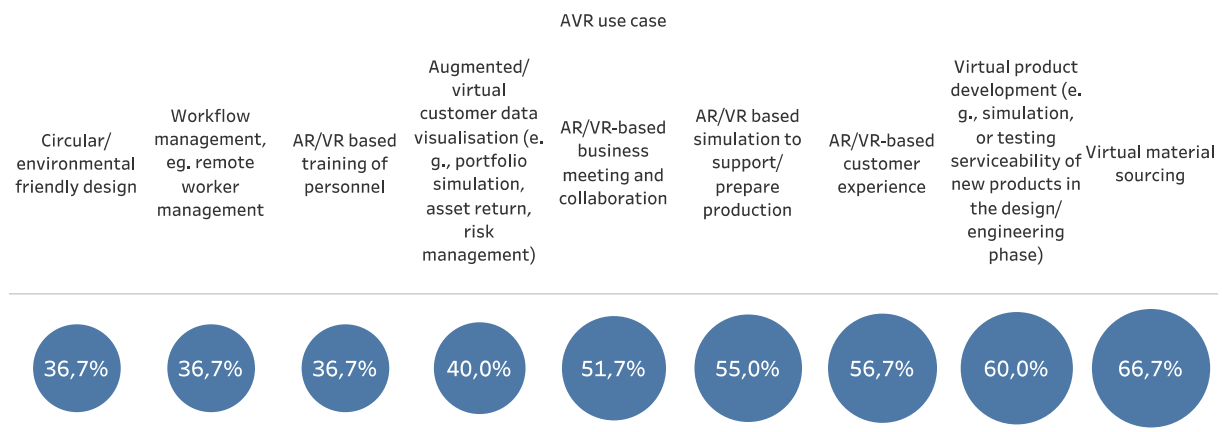 AVR use case
Circular/
environmental
friendly design
Workflow
management,
eg. remote
worker
management
AR/VR based
training of
personnel
Augmented/
virtual
customer data
visualisation (e.
g., portfolio
simulation,
asset return,
risk
management)
AR/VR-based
business
meeting and
collaboration
AR/VR based
simulation to
support/
prepare
production
AR/VR-based
customer
experience
Virtual product
development (e.
g., simulation,
or testing
serviceability of
new products in
the design/
engineering
phase)
Virtual material
sourcing
36,7%
36,7%
36,7%
40,0%
51,7%
55,0%
56,7%
60,0%
66,7%